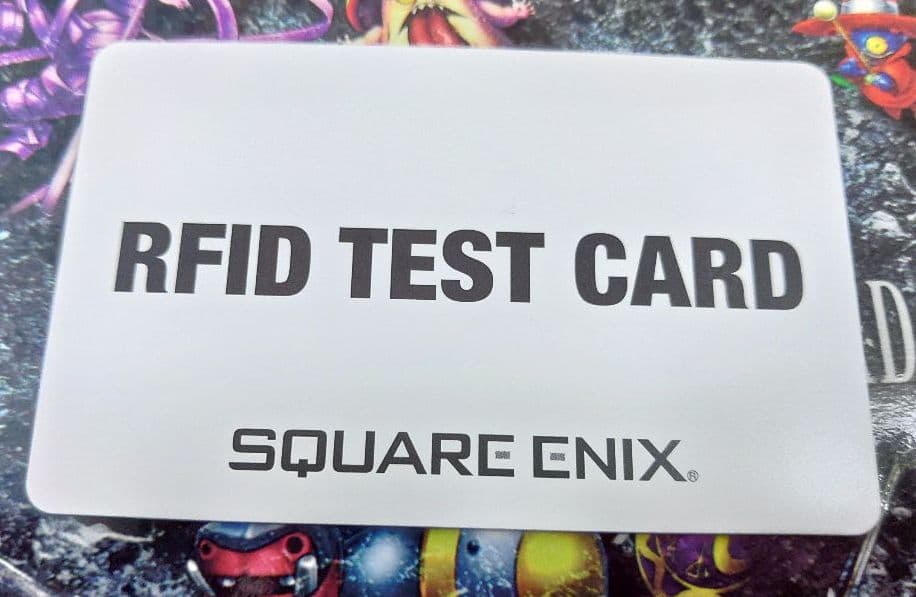 RFID TEST CARD
D
SQUARE ENIX®